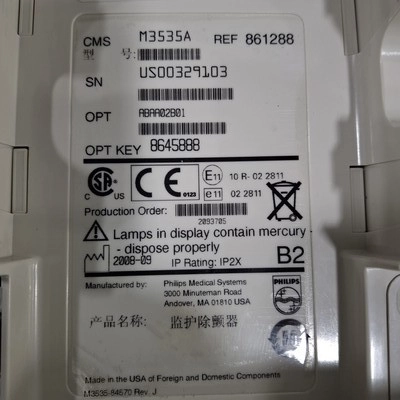 CMS M3535A REF 861288
型 号:
SN US00329103
OPT ABAA02B01
OPT KEY 8645888
C US CE 0123 E11 10 R- 02 2811
e11 02 2811
Production Order: 2093705
Lamps in display contain mercury
- dispose properly
2008-09 IP Rating: IP2X B2
Manufactured by: Philips Medical Systems
3000 Minuteman Road
Andover, MA 01810 USA
PHILIPS
产品名称: 监护除颤器
Made in the USA of Foreign and Domestic Components
M3535-84570 Rev. J